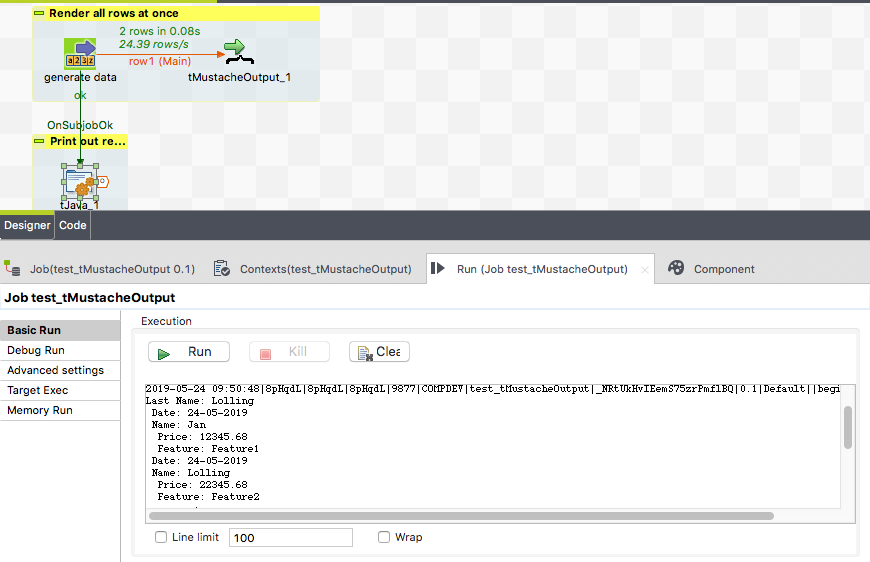 Render all rows at once
2 rows in 0.08s
24.39 rows/s
row1 (Main)
generate data
tMustacheOutput_1
ok
OnSubjobOk
Print out re...
tJava_1
Designer
Code
Job(test_tMustacheOutput 0.1)
Contexts(test_tMustacheOutput)
Run (Job test_tMustacheOutput)
Component
Job test_tMustacheOutput
Basic Run
Debug Run
Advanced settings
Target Exec
Memory Run
Execution
Run
Kill
Clea
2019-05-24 09:50:48|8pHqdL|8pHqdL|8pHqdL|9877|COMPDEV|test_tMustacheOutput|_NRtUkHvIEemS75zrPmflBQ|0.1|Default||begi
Last Name: Lolling
Date: 24-05-2019
Name: Jan
Price: 12345.68
Feature: Feature1
Date: 24-05-2019
Name: Lolling
Price: 22345.68
Feature: Feature2
Line limit
100
Wrap